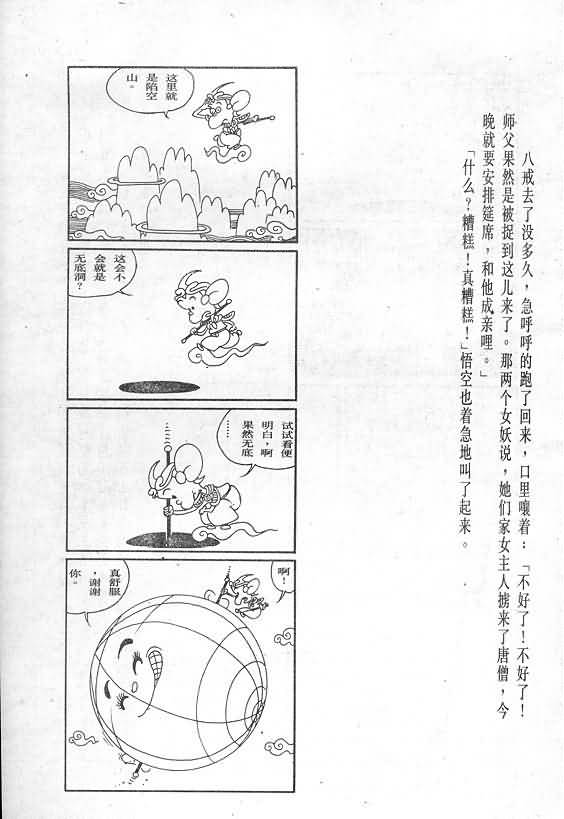 八戒去了没多久，急呼呼的跑了回来，口里嚷着：「不好了！不好了！
师父果然是被捉到这儿来了。那两个女妖说，她们家女主人掳来了唐僧，今
晚就要安排筵席，和他成亲哩。」
「什么？糟糕！真糟糕！」悟空也着急地叫了起来。
这里就
是陷空
山。
这会不
会就是
无底洞？
试试看便
明白，啊
果然无底
……
啊！
真舒服
，谢谢
你。